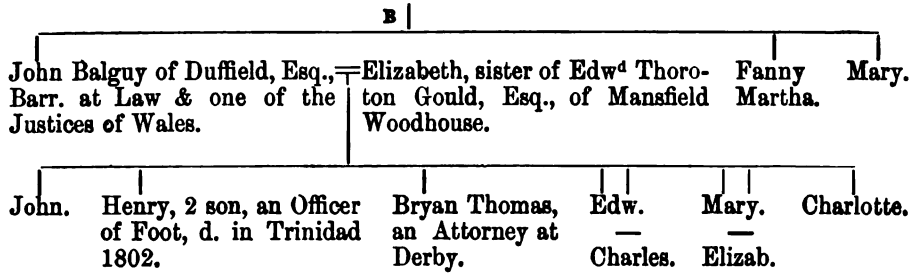 B
John Balguy of Duffield, Esq., Barr. at Law & one of the Justices of Wales. = Elizabeth, sister of Edwᵈ Thoro-
ton Gould, Esq., of Mansfield
Woodhouse.
Fanny
Martha.
Mary.
John.
Henry, 2 son, an Officer
of Foot, d. in Trinidad
1802.
Bryan Thomas,
an Attorney at
Derby.
Edw.
—
Charles.
Mary.
—
Elizab.
Charlotte.